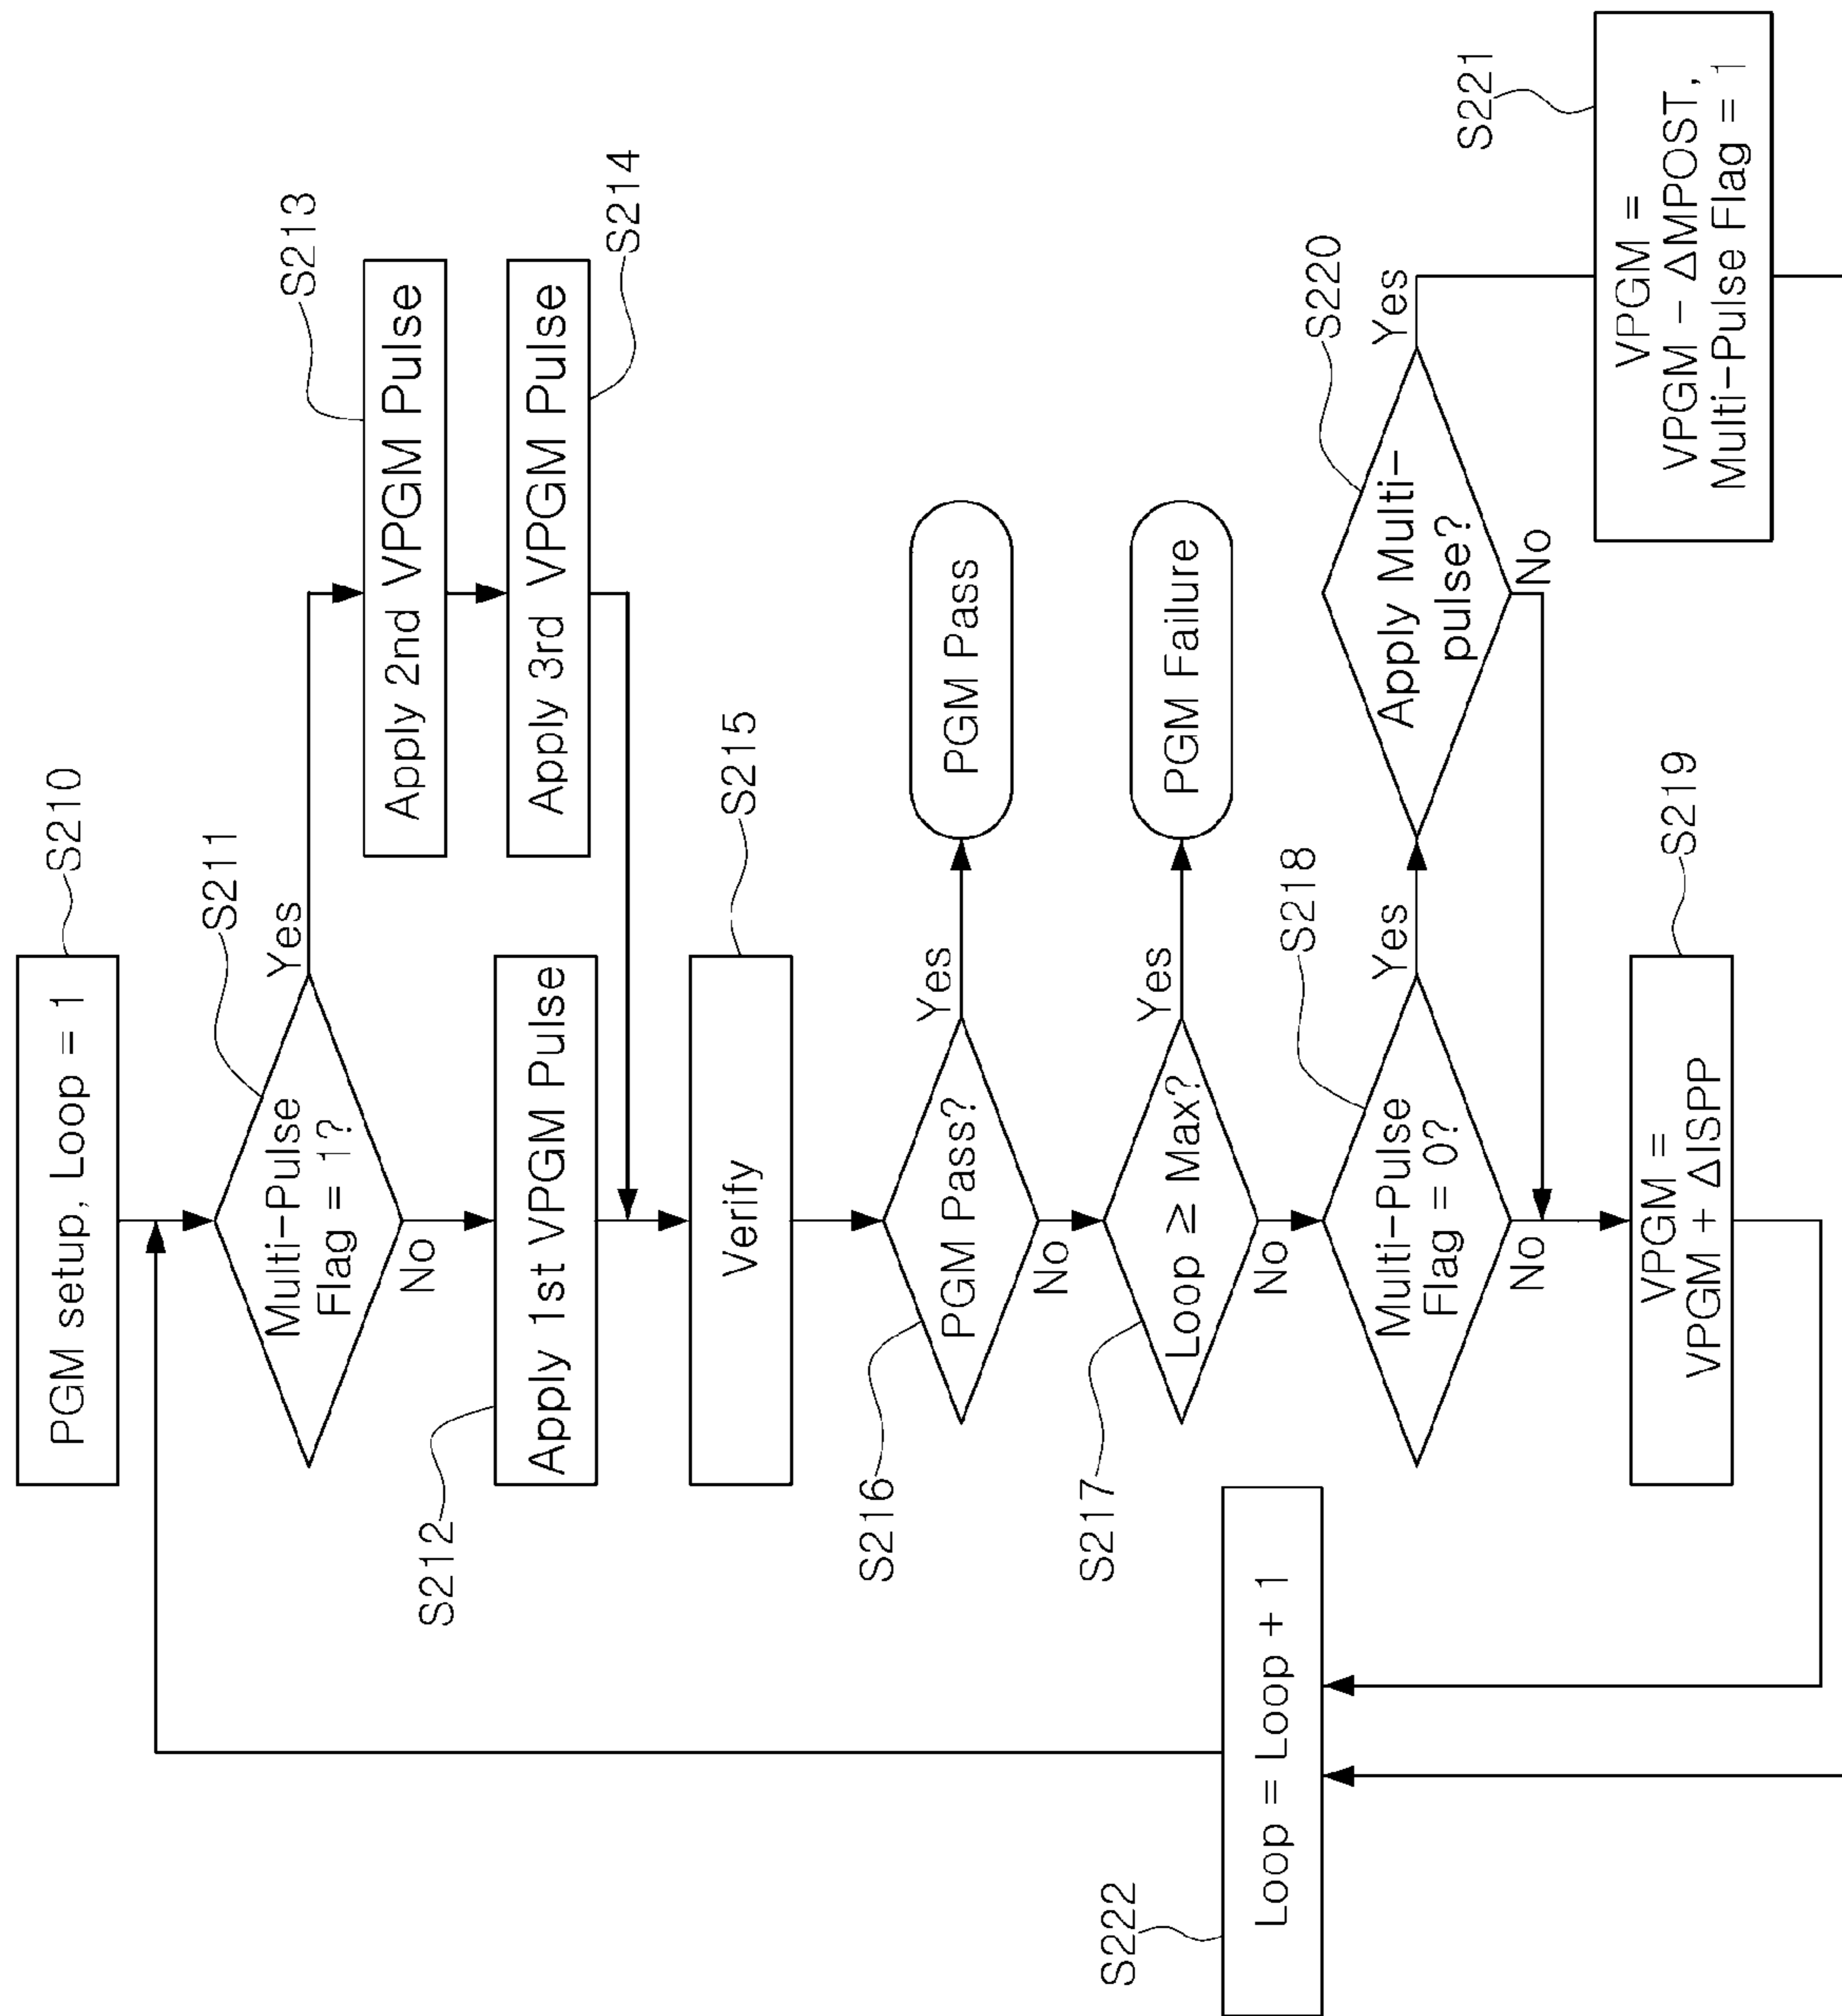 PGM setup, Loop = 1
S210
Multi-Pulse
Flag = 1?
S211
Yes
No
Apply 1st VPGM Pulse
S212
Apply 2nd VPGM Pulse
S213
Apply 3rd VPGM Pulse
S214
Verify
S215
PGM Pass?
S216
Yes
No
PGM Pass
Loop ≥ Max?
S217
Yes
No
PGM Failure
Multi-Pulse
Flag = 0?
S218
Yes
No
Apply Multi-
pulse?
S220
Yes
No
VPGM =
VPGM + ΔISPP
S219
VPGM =
VPGM - ΔMPOST,
Multi-Pulse Flag = 1
S221
Loop = Loop + 1
S222